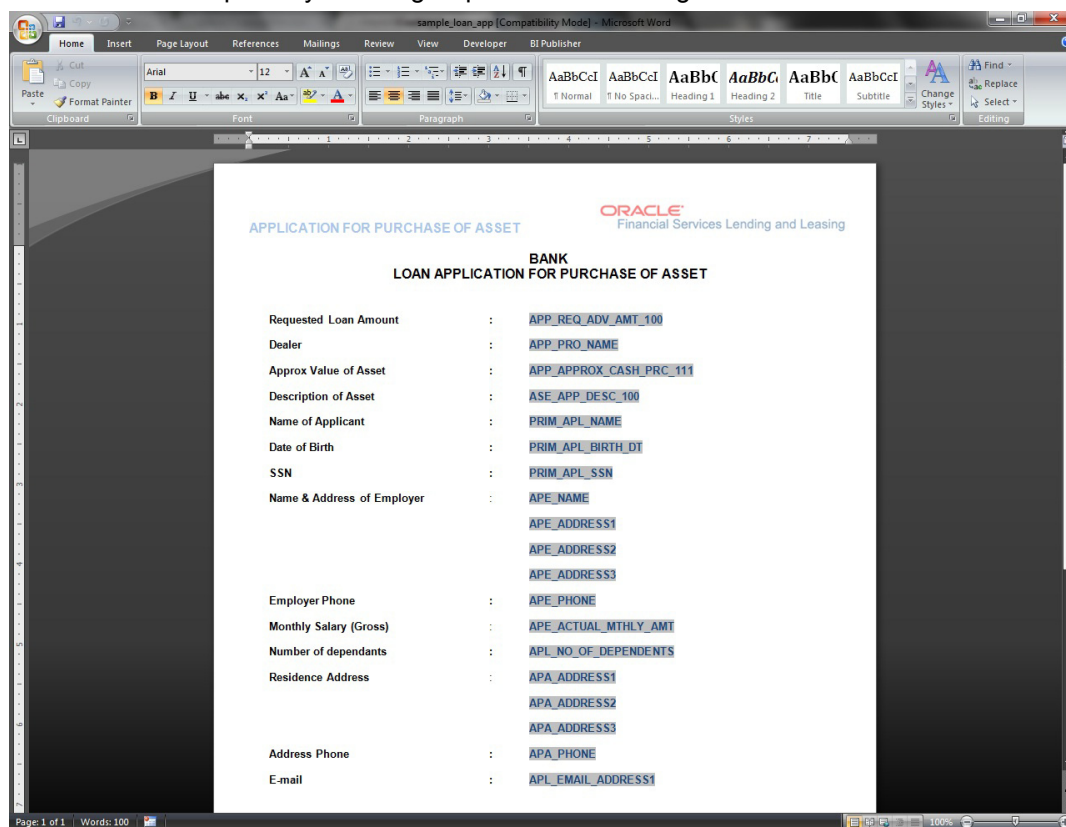 sample_loan_app [Compatibility Mode] - Microsoft Word
Home Insert Page Layout References Mailings Review View Developer BI Publisher
Cut
Copy
Paste
Format Painter
Clipboard
Arial 12
Font
Paragraph
AaBbCcI AaBbCcI AaBb( AaBbC AaBb( AaBbCcI
¶ Normal ¶ No Spaci... Heading 1 Heading 2 Title Subtitle
Change Styles
Styles
Find
Replace
Select
Editing
APPLICATION FOR PURCHASE OF ASSET
ORACLE
Financial Services Lending and Leasing
BANK
LOAN APPLICATION FOR PURCHASE OF ASSET
Requested Loan Amount : APP_REQ_ADV_AMT_100
Dealer : APP_PRO_NAME
Approx Value of Asset : APP_APPROX_CASH_PRC_111
Description of Asset : ASE_APP_DESC_100
Name of Applicant : PRIM_APL_NAME
Date of Birth : PRIM_APL_BIRTH_DT
SSN : PRIM_APL_SSN
Name & Address of Employer : APE_NAME
APE_ADDRESS1
APE_ADDRESS2
APE_ADDRESS3
Employer Phone : APE_PHONE
Monthly Salary (Gross) : APE_ACTUAL_MTHLY_AMT
Number of dependants : APL_NO_OF_DEPENDENTS
Residence Address : APA_ADDRESS1
APA_ADDRESS2
APA_ADDRESS3
Address Phone : APA_PHONE
E-mail : APL_EMAIL_ADDRESS1
Page: 1 of 1 Words: 100 100%